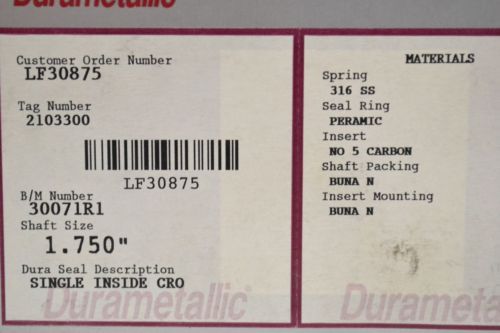 Durametallic
Customer Order Number
LF30875
Tag Number
2103300
LF30875
B/M Number
30071R1
Shaft Size
1.750"
Dura Seal Description
SINGLE INSIDE CRO
Durametallic
MATERIALS
Spring
316 SS
Seal Ring
PERAMIC
Insert
NO 5 CARBON
Shaft Packing
BUNA N
Insert Mounting
BUNA N
Durametallic